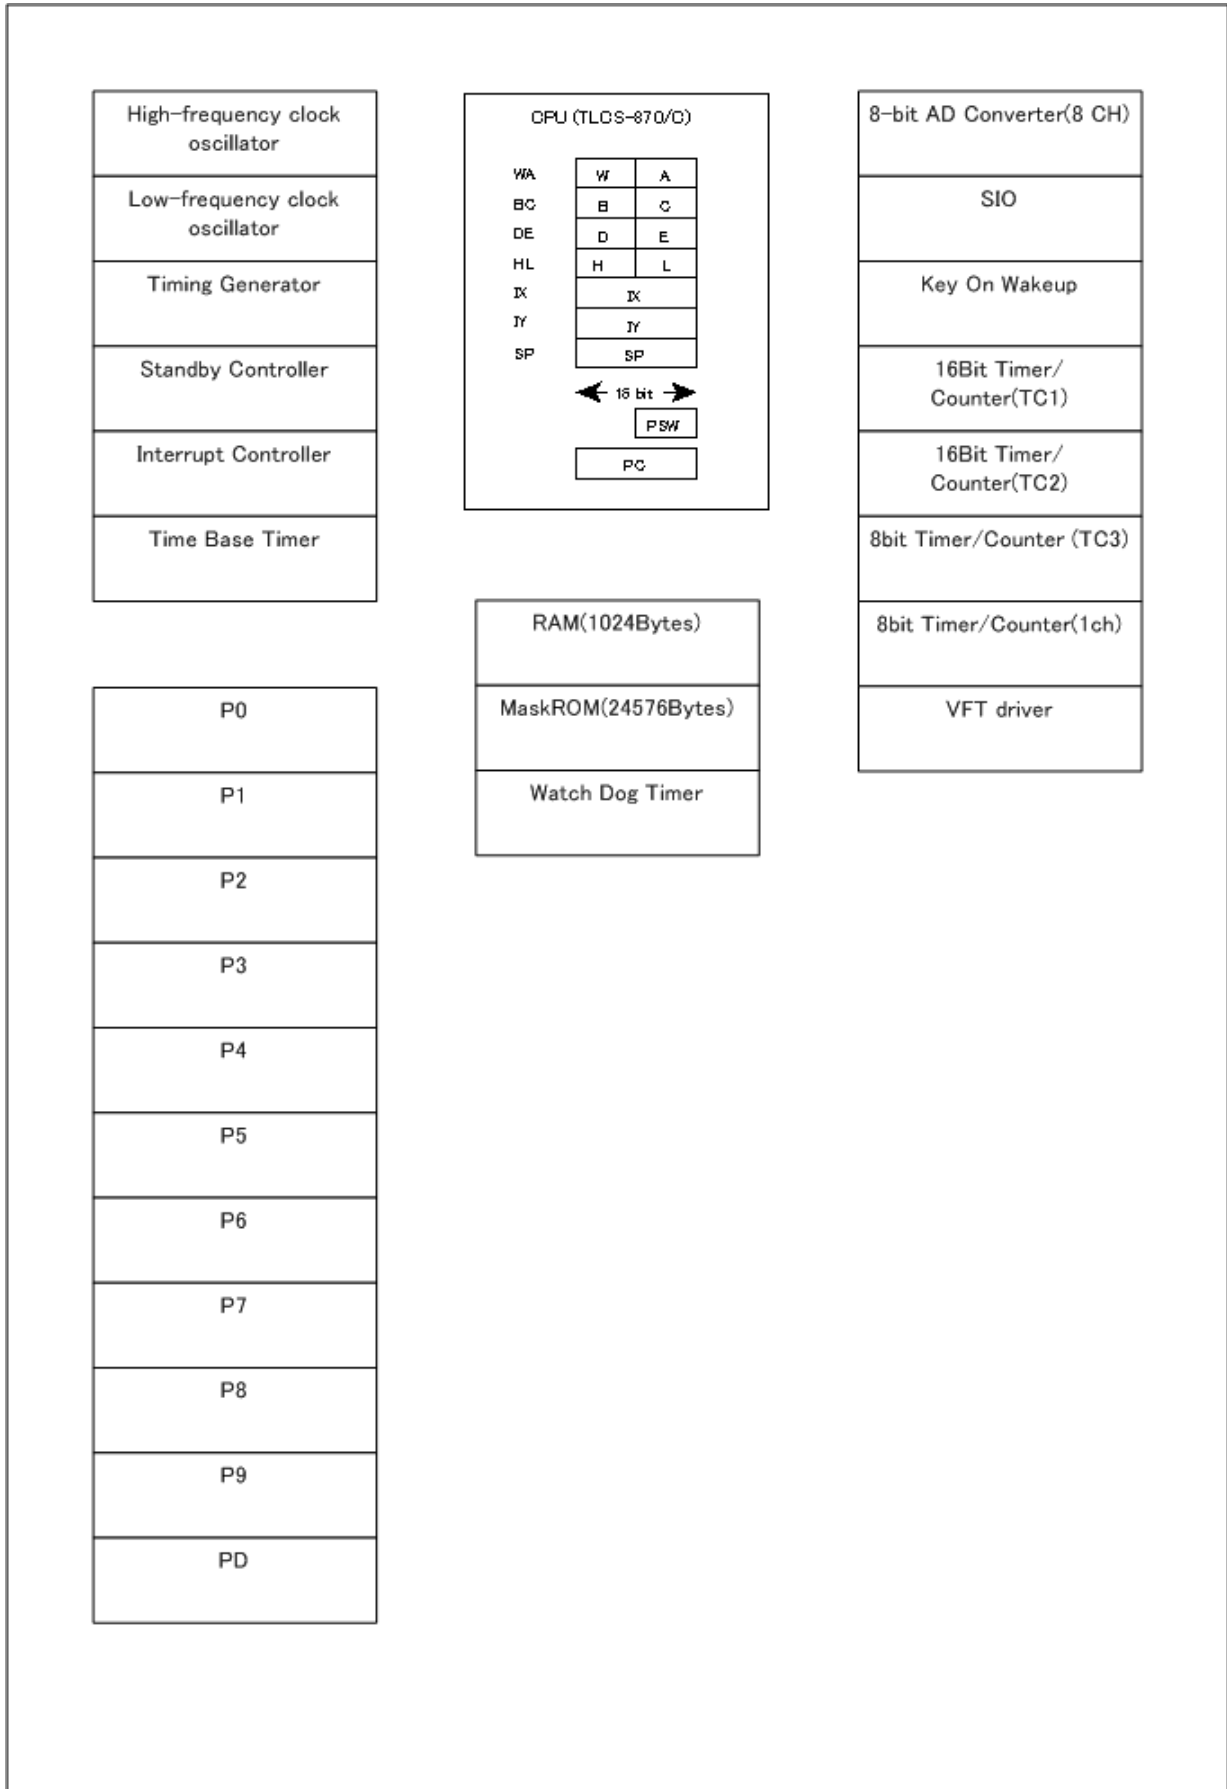 High-frequency clock
oscillator
Low-frequency clock
oscillator
Timing Generator
Standby Controller
Interrupt Controller
Time Base Timer
P0
P1
P2
P3
P4
P5
P6
P7
P8
P9
PD
CPU (TLCS-870/C)
WA W A
BC B C
DE D E
HL H L
IX IX
IY IY
SP SP
16 bit
PSW
PC
RAM(1024Bytes)
MaskROM(24576Bytes)
Watch Dog Timer
8-bit AD Converter(8 CH)
SIO
Key On Wakeup
16Bit Timer/
Counter(TC1)
16Bit Timer/
Counter(TC2)
8bit Timer/Counter (TC3)
8bit Timer/Counter(1ch)
VFT driver